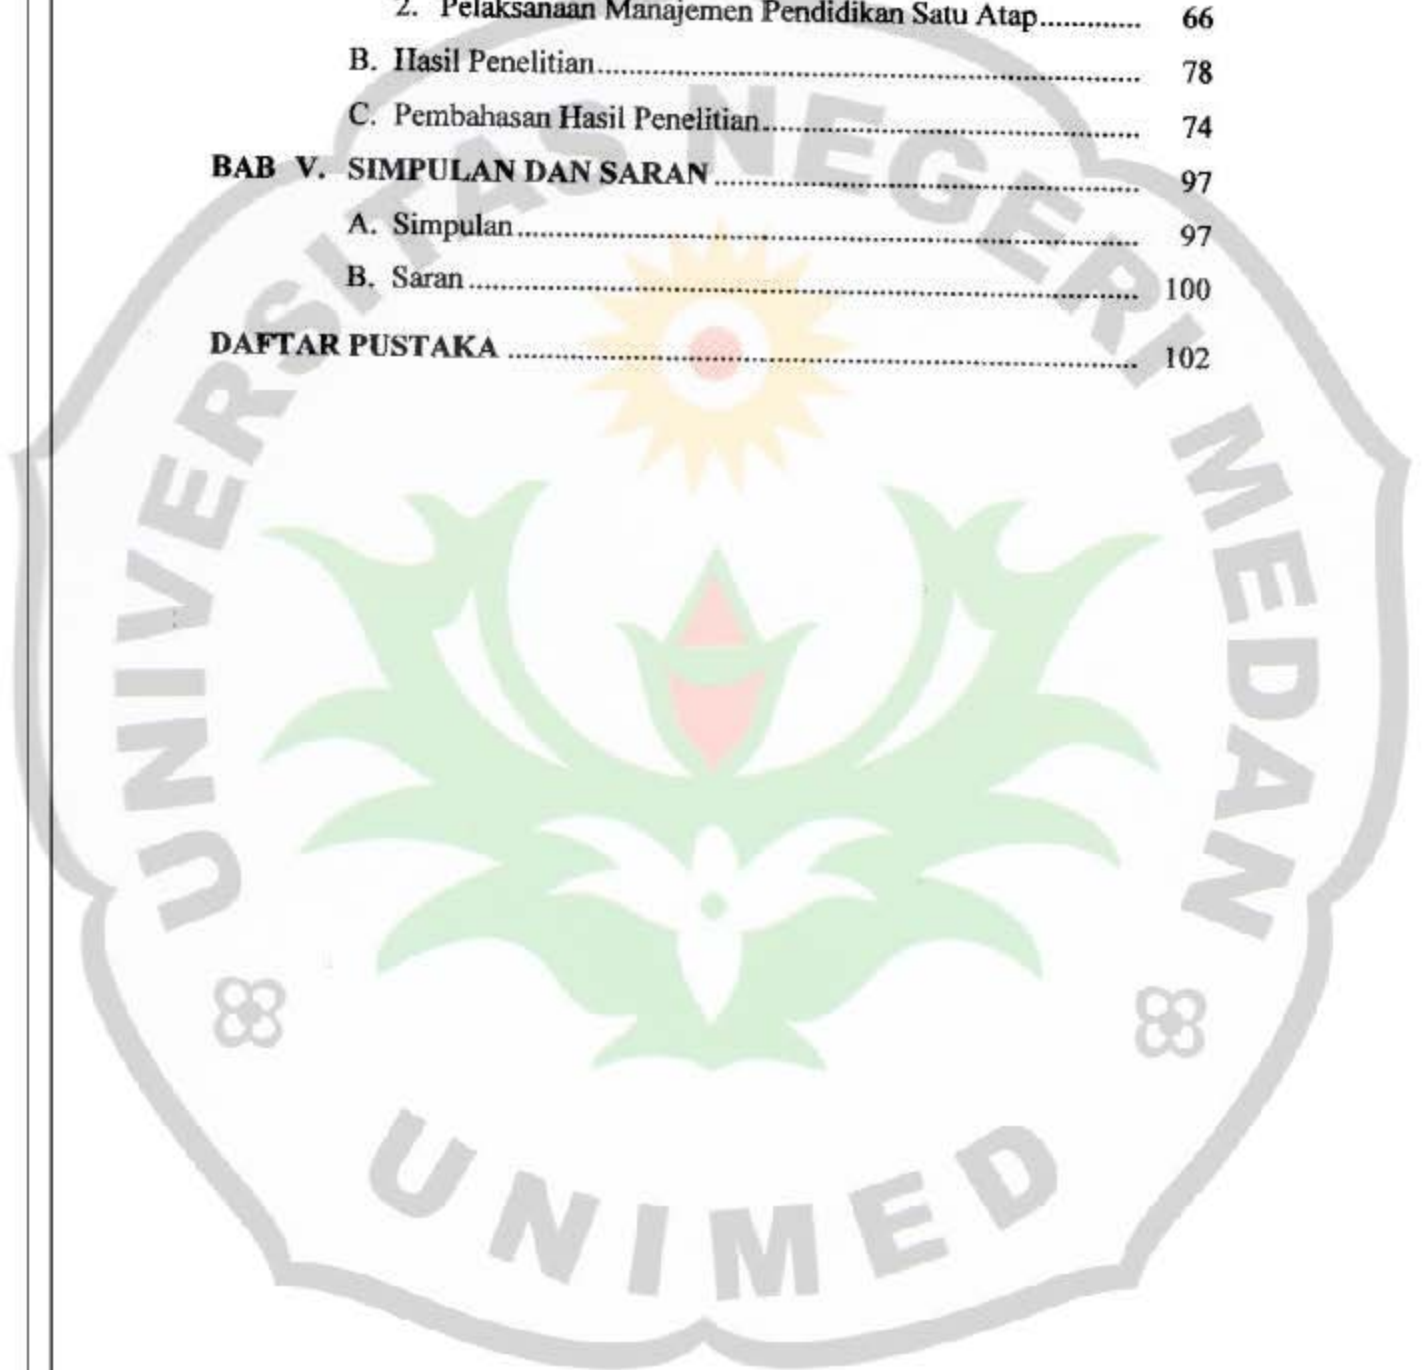 2. Pelaksanaan Manajemen Pendidikan Satu Atap............. 66
B. Hasil Penelitian........................................................................ 78
C. Pembahasan Hasil Penelitian.................................................. 74
BAB V. SIMPULAN DAN SARAN ........................................................ 97
A. Simpulan.................................................................................. 97
B. Saran ........................................................................................ 100
DAFTAR PUSTAKA .................................................................................. 102
UNIVERSITAS NEGERI MEDAN
UNIMED